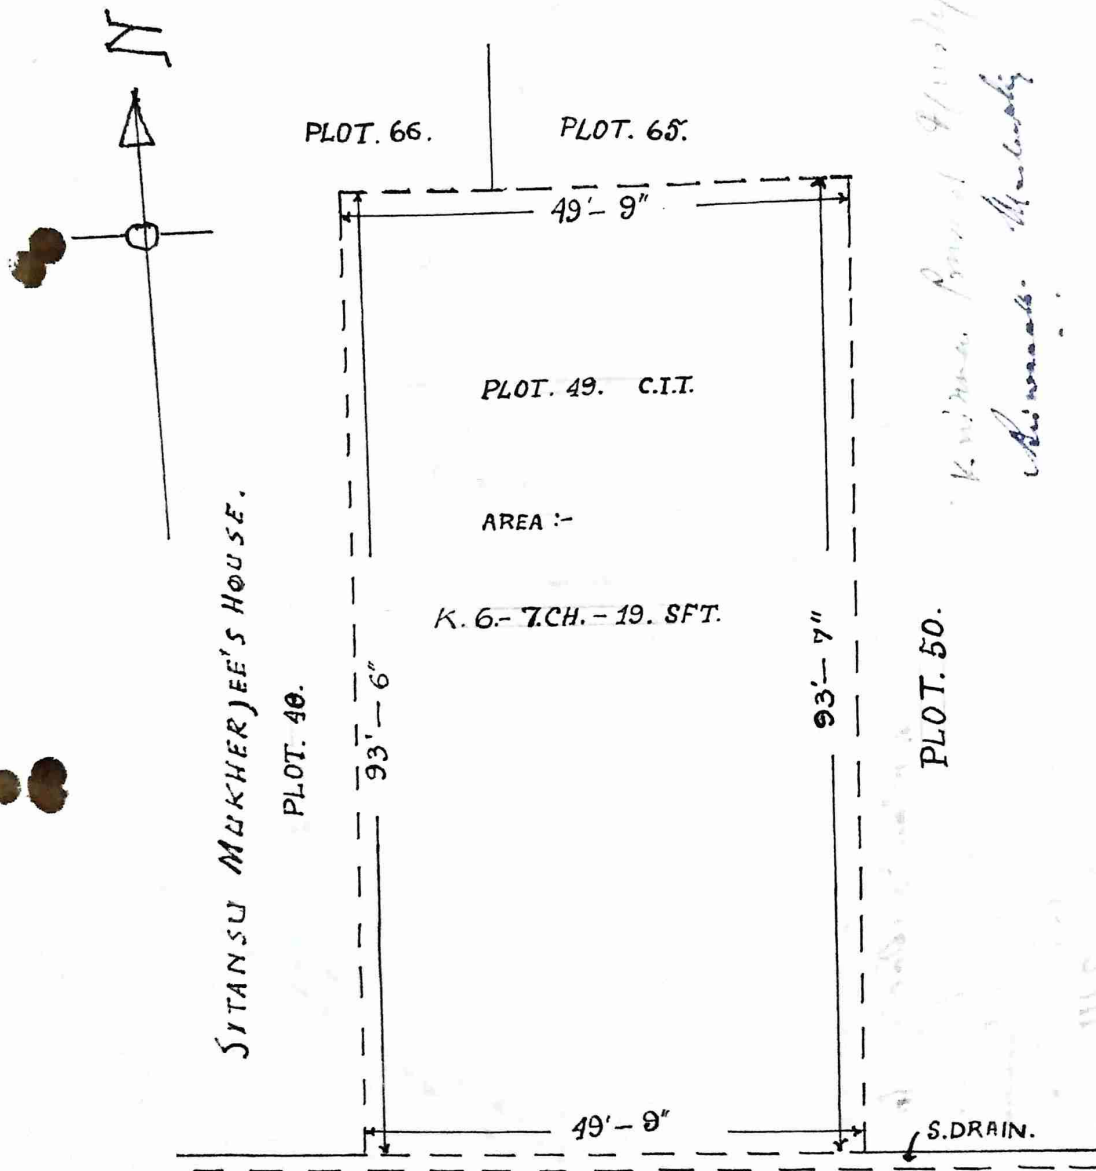 N
PLOT. 66.
PLOT. 65.
49'- 9"
PLOT. 49. C.I.T.
AREA :-
K. 6.- 7.CH. - 19. SFT.
SITANSU MUKHERJEE'S HOUSE.
PLOT. 48.
93'- 6"
93'- 7"
PLOT. 50.
49'- 9"
S.DRAIN.